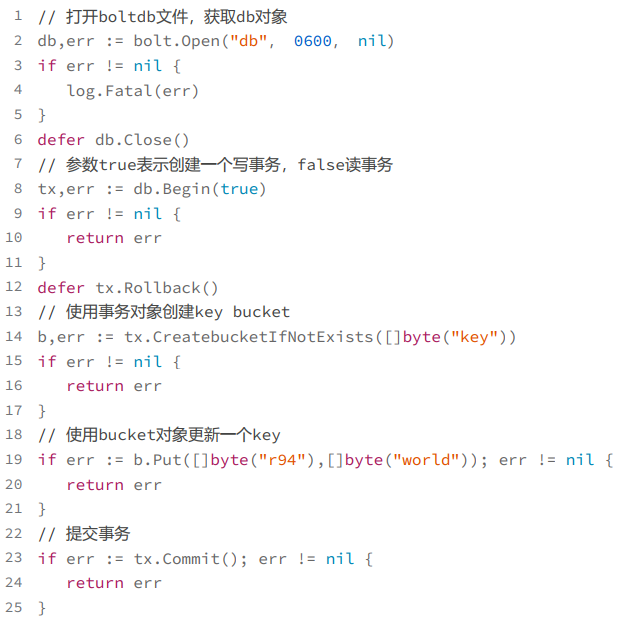 1 // 打开boltdb文件，获取db对象
2 db,err := bolt.Open("db", 0600, nil)
3 if err != nil {
4 log.Fatal(err)
5 }
6 defer db.Close()
7 // 参数true表示创建一个写事务，false读事务
8 tx,err := db.Begin(true)
9 if err != nil {
10 return err
11 }
12 defer tx.Rollback()
13 // 使用事务对象创建key bucket
14 b,err := tx.CreatebucketIfNotExists([]byte("key"))
15 if err != nil {
16 return err
17 }
18 // 使用bucket对象更新一个key
19 if err := b.Put([]byte("r94"),[]byte("world")); err != nil {
20 return err
21 }
22 // 提交事务
23 if err := tx.Commit(); err != nil {
24 return err
25 }